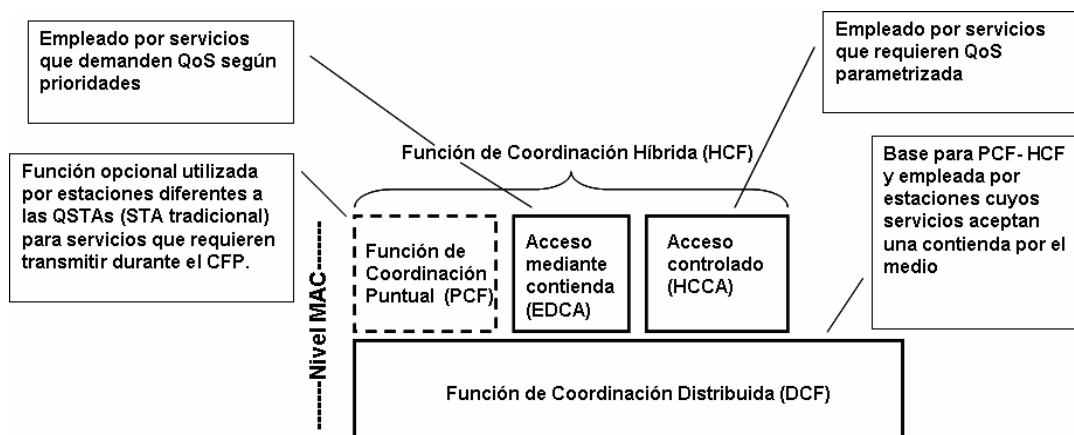 Empleado por servicios
que demanden QoS según
prioridades
Empleado por servicios
que requieren QoS
parametrizada
Función de Coordinación Híbrida (HCF)
Función opcional utilizada
por estaciones diferentes a
las QSTAs (STA tradicional)
para servicios que requieren
transmitir durante el CFP.
Base para PCF- HCF
y empleada por
estaciones cuyos
servicios aceptan
una contienda por el
medio
Función de
Coordinación
Puntual (PCF)
Acceso
mediante
contienda
(EDCA)
Acceso
controlado
(HCCA)
------Nivel MAC------
Función de Coordinación Distribuida (DCF)